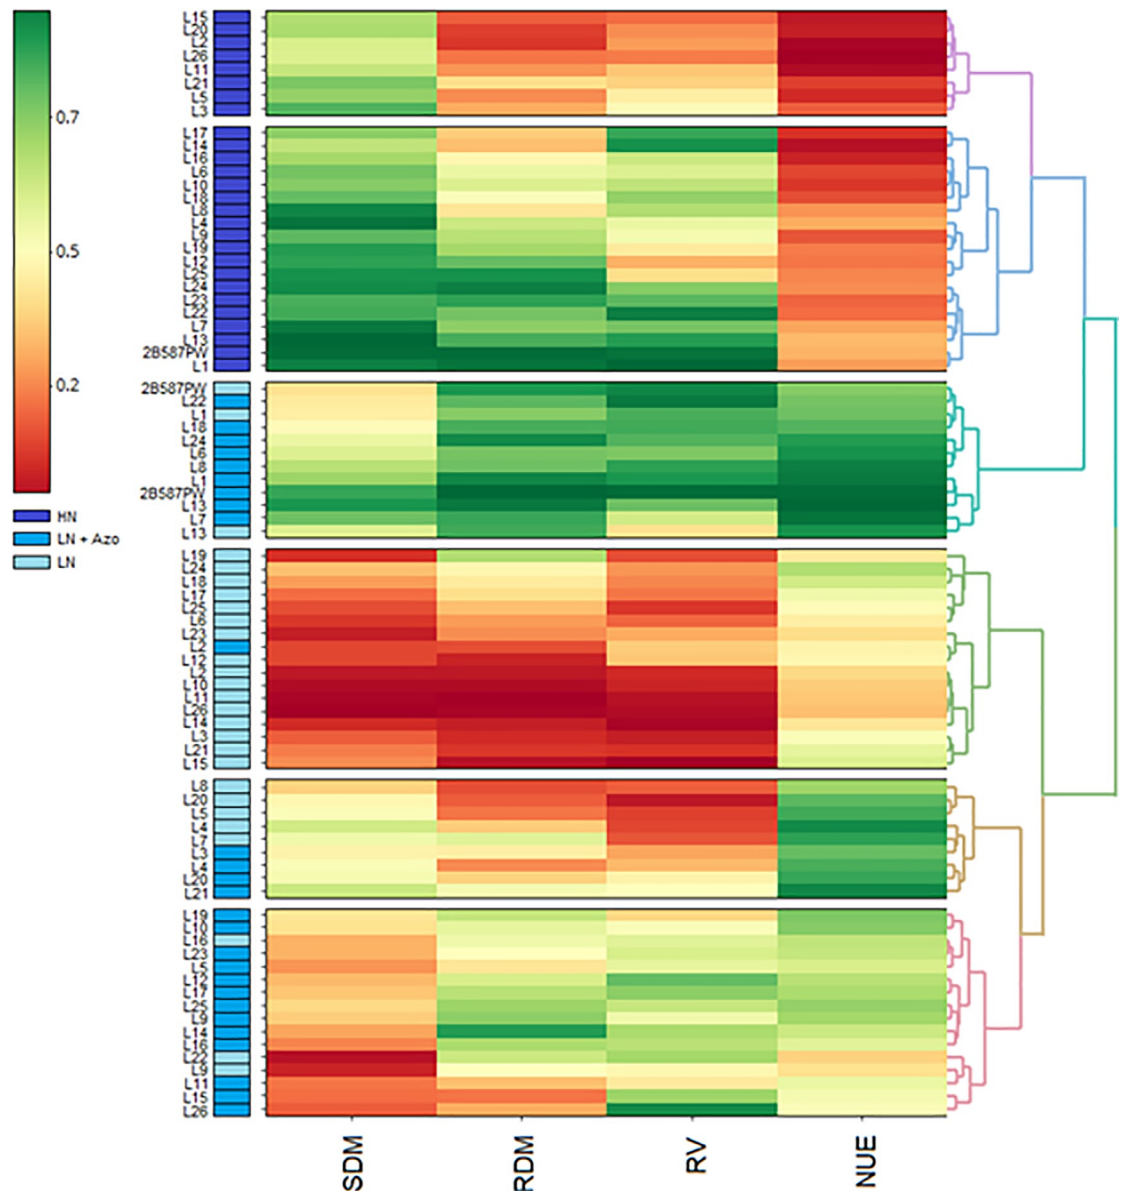 0.7
0.5
0.2
HN
LN + Azo
LN
L15
L20
L2
L26
L11
L21
L5
L3
L17
L14
L16
L6
L10
L18
L8
L4
L9
L19
L12
L25
L24
L23
L22
L7
L13
2B587PW
L1
2B587PW
L22
L1
L18
L24
L6
L8
L1
2B587PW
L13
L7
L13
L19
L24
L18
L17
L25
L6
L23
L2
L12
L2
L10
L11
L26
L14
L3
L21
L15
L8
L20
L5
L4
L7
L3
L4
L20
L21
L19
L10
L16
L23
L5
L12
L17
L25
L9
L14
L16
L22
L9
L11
L15
L26
SDM
RDM
RV
NUE